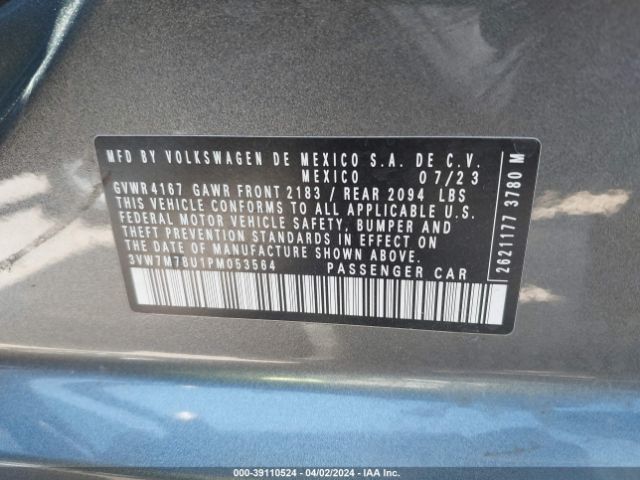 MFD BY VOLKSWAGEN DE MEXICO S.A. DE C.V.
MEXICO 07/23
GVWR 4167 GAWR FRONT 2183 / REAR 2094 LBS
THIS VEHICLE CONFORMS TO ALL APPLICABLE U.S.
FEDERAL MOTOR VEHICLE SAFETY, BUMPER AND
THEFT PREVENTION STANDARDS IN EFFECT ON
THE DATE OF MANUFACTURE SHOWN ABOVE.
3VW7M7BU1PM053564 PASSENGER CAR
2621177 3780 M
000-39110524 | 04/02/2024 | IAA Inc.